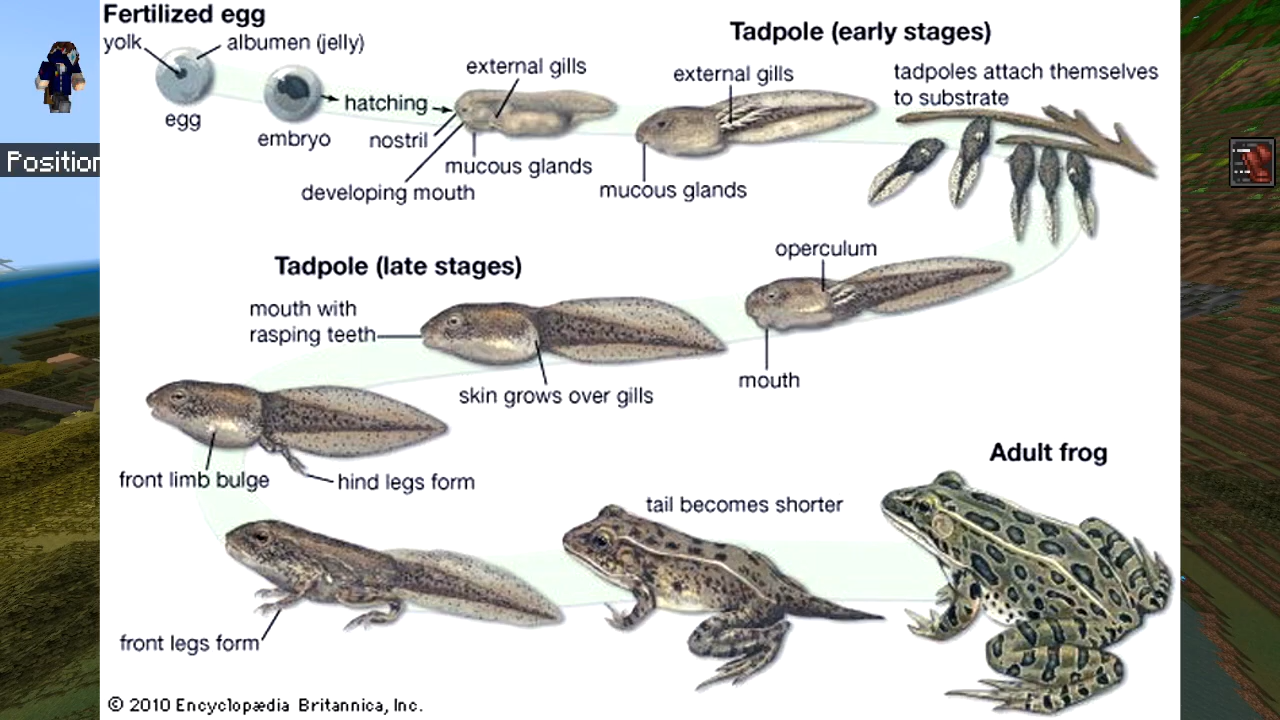 Fertilized egg
yolk
albumen (jelly)
egg
embryo
hatching
nostril
developing mouth
external gills
mucous glands
Tadpole (early stages)
external gills
mucous glands
tadpoles attach themselves
to substrate
Position
operculum
mouth
Tadpole (late stages)
mouth with
rasping teeth
skin grows over gills
front limb bulge
hind legs form
front legs form
tail becomes shorter
Adult frog
© 2010 Encyclopædia Britannica, Inc.